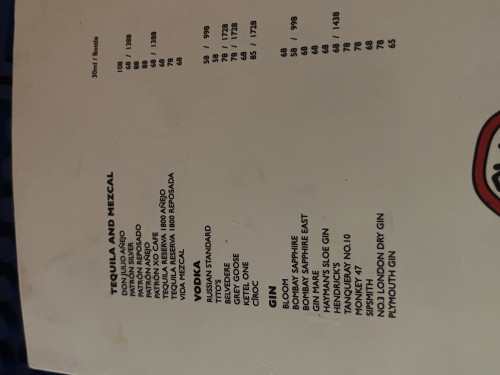 30ml / Bottle
TEQUILA AND MEZCAL
DON JULIO AÑEJO 108
PATRÓN SILVER 68 / 1388
PATRÓN REPOSADO 88
PATRÓN AÑEJO 88
PATRÓN XO CAFE 68 / 1388
TEQUILA RESERVA 1800 AÑEJO 68
TEQUILA RESERVA 1800 REPOSADA 78
VIDA MEZCAL 68
VODKA
RUSSIAN STANDARD 58 / 998
TITO'S 58
BELVEDERE 78 / 1728
GREY GOOSE 78 / 1728
KETEL ONE 68
CÎROC 85 / 1728
GIN
BLOOM 68
BOMBAY SAPPHIRE 58 / 998
BOMBAY SAPPHIRE EAST 68
GIN MARE 68
HAYMAN'S SLOE GIN 68
HENDRICK'S 68 / 1438
TANQUERAY NO.10 78
MONKEY 47 78
SIPSMITH 68
NO.3 LONDON DRY GIN 78
PLYMOUTH GIN 65